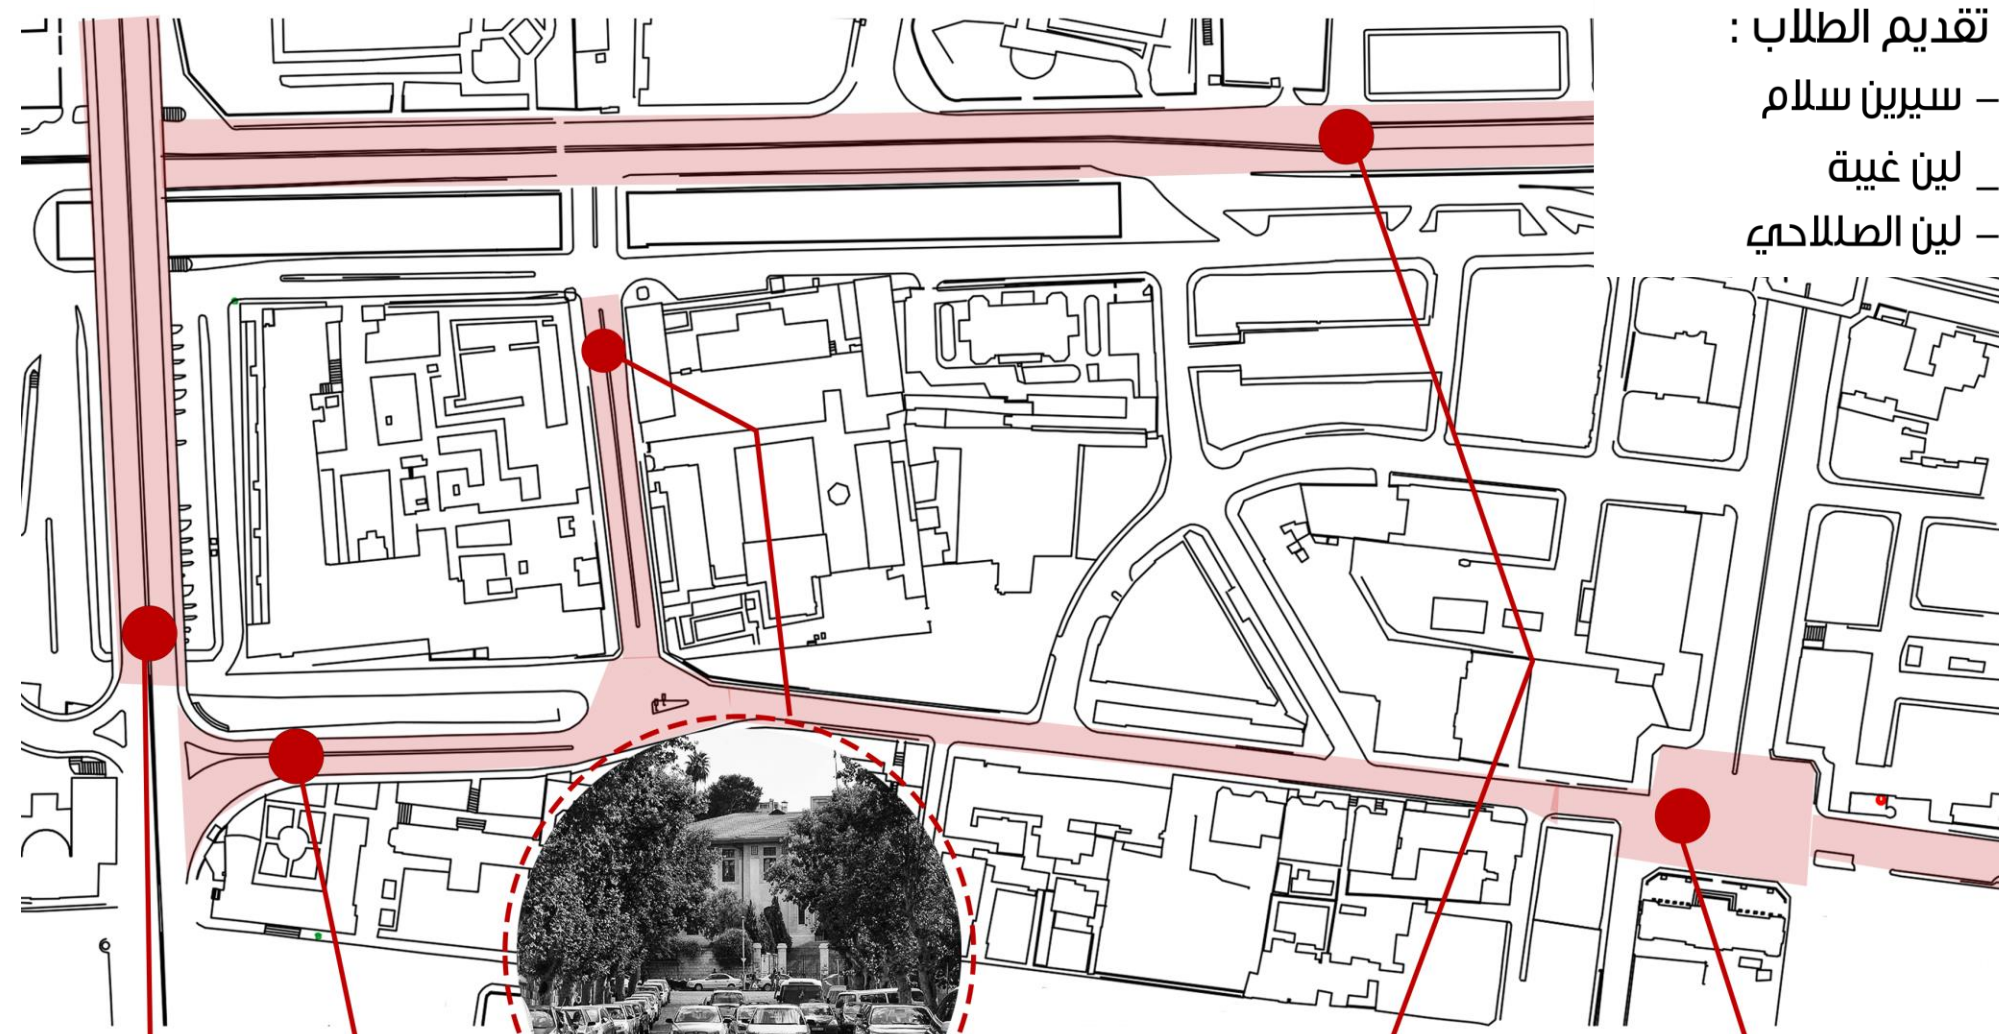 تقديم الطلاب :
– سيرين سلام
_ لين غيبة
– لين الصللاحي